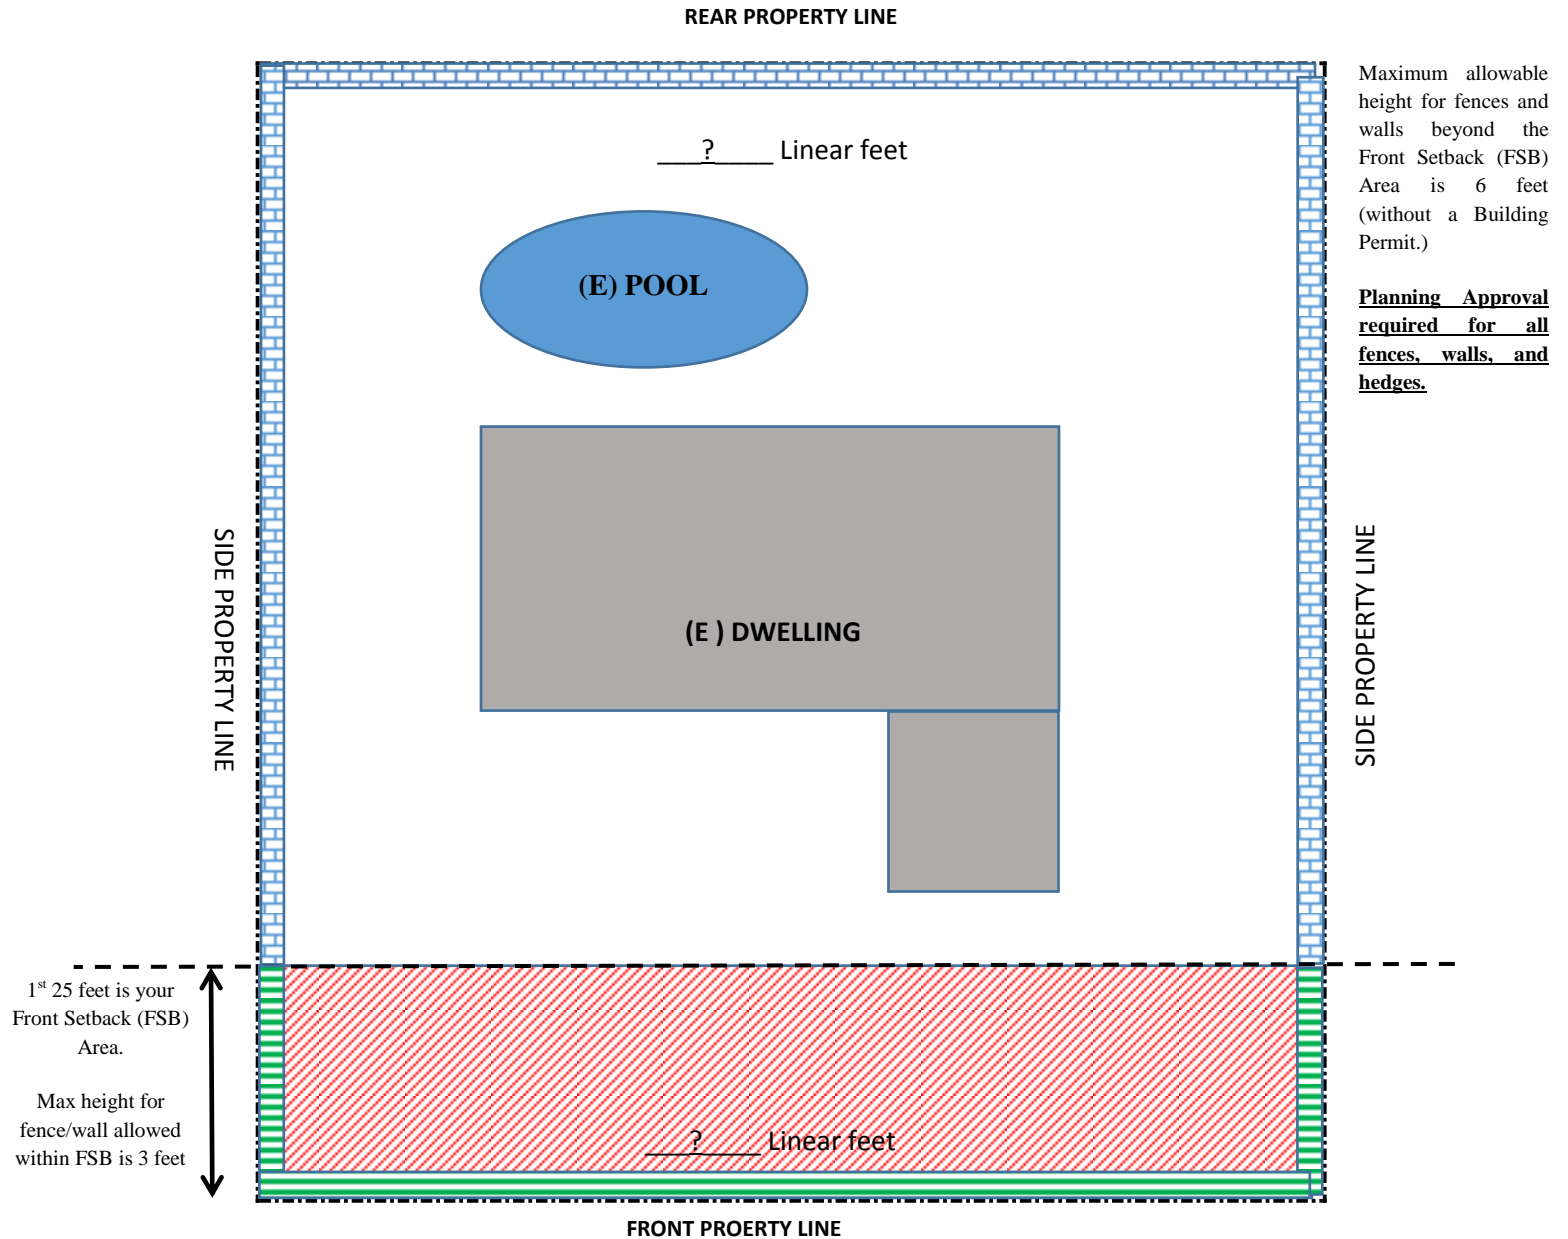 REAR PROPERTY LINE
Maximum allowable
height for fences and
walls beyond the
Front Setback (FSB)
Area is 6 feet
(without a Building
Permit.)
Planning Approval
required for all
fences, walls, and
hedges.
___?____ Linear feet
(E) POOL
SIDE PROPERTY LINE
(E ) DWELLING
SIDE PROPERTY LINE
1st 25 feet is your
Front Setback (FSB)
Area.
Max height for
fence/wall allowed
within FSB is 3 feet
___?____ Linear feet
FRONT PROERTY LINE